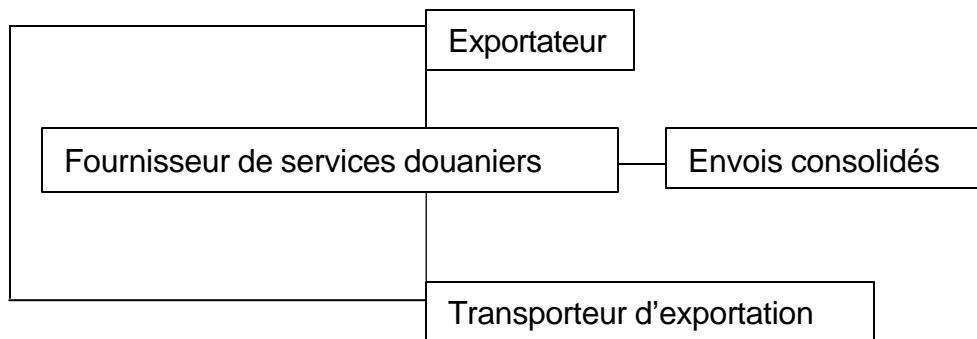 Exportateur
Fournisseur de services douaniers
Envois consolidés
Transporteur d’exportation